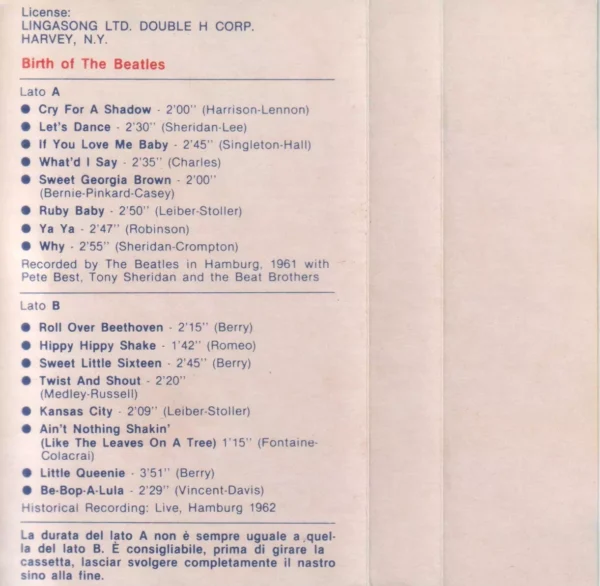 License:
LINGASONG LTD. DOUBLE H CORP.
HARVEY, N.Y.
Birth of The Beatles
Lato A
● Cry For A Shadow - 2'00'' (Harrison-Lennon)
● Let's Dance - 2'30'' (Sheridan-Lee)
● If You Love Me Baby - 2'45'' (Singleton-Hall)
● What'd I Say - 2'35'' (Charles)
● Sweet Georgia Brown - 2'00''
(Bernie-Pinkard-Casey)
● Ruby Baby - 2'50'' (Leiber-Stoller)
● Ya Ya - 2'47'' (Robinson)
● Why - 2'55'' (Sheridan-Crompton)
Recorded by The Beatles in Hamburg, 1961 with
Pete Best, Tony Sheridan and the Beat Brothers
Lato B
● Roll Over Beethoven - 2'15'' (Berry)
● Hippy Hippy Shake - 1'42'' (Romeo)
● Sweet Little Sixteen - 2'45'' (Berry)
● Twist And Shout - 2'20''
(Medley-Russell)
● Kansas City - 2'09'' (Leiber-Stoller)
● Ain't Nothing Shakin'
(Like The Leaves On A Tree) 1'15'' (Fontaine-
Colacrai)
● Little Queenie - 3'51'' (Berry)
● Be-Bop-A-Lula - 2'29'' (Vincent-Davis)
Historical Recording: Live, Hamburg 1962
La durata del lato A non è sempre uguale a quel-
la del lato B. È consigliabile, prima di girare la
cassetta, lasciar svolgere completamente il nastro
sino alla fine.